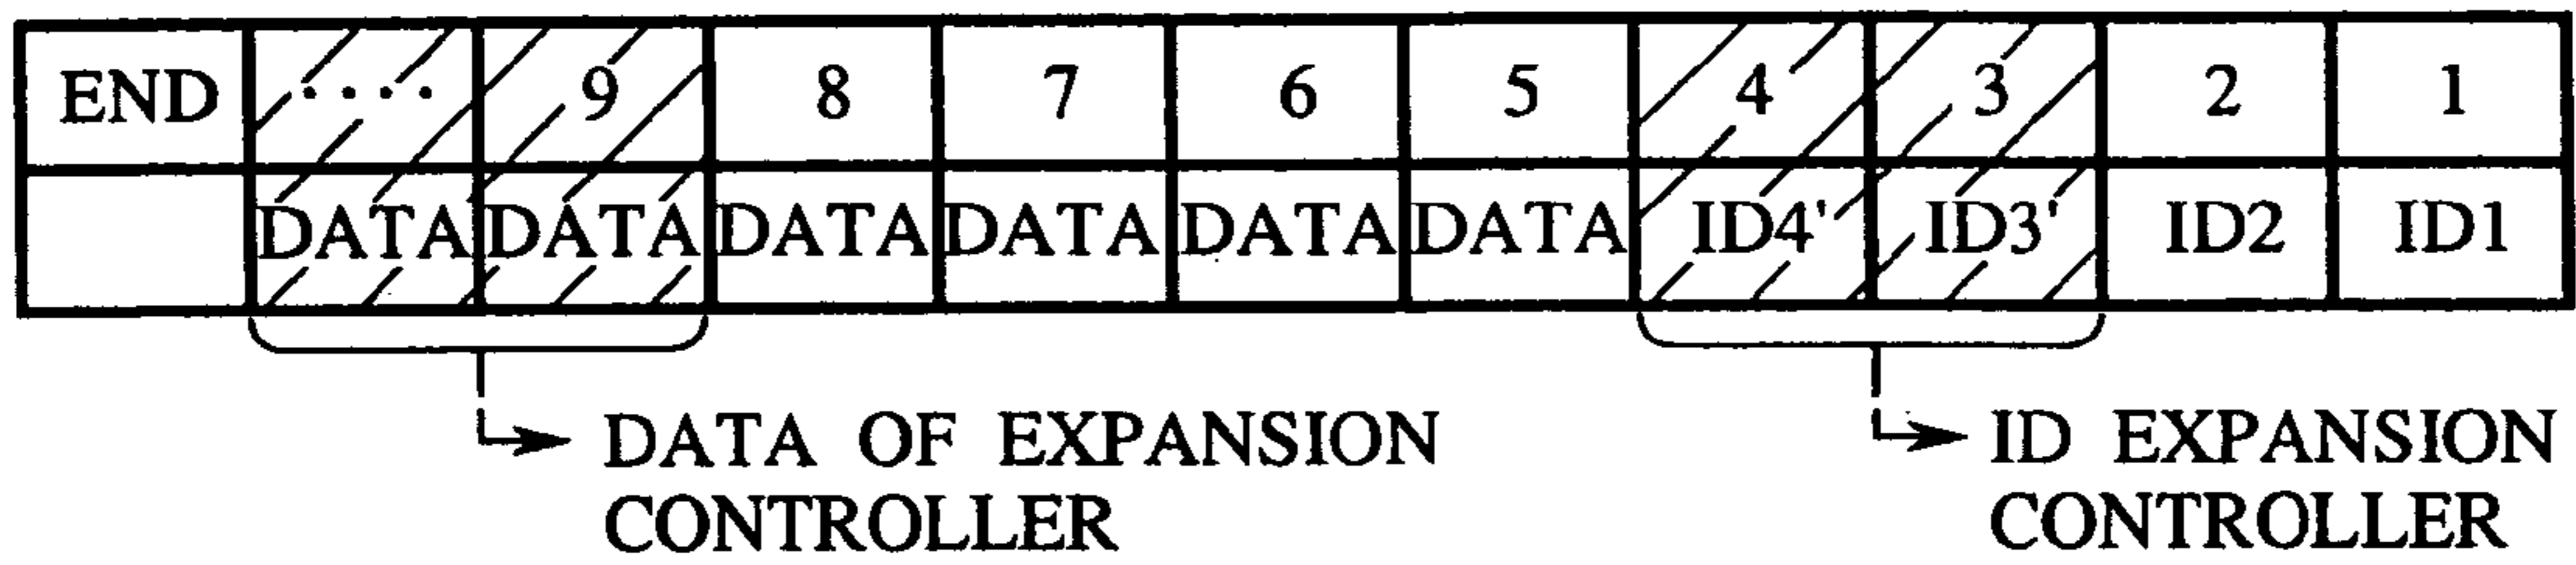 END ···· 9 8 7 6 5 4 3 2 1
DATA DATA DATA DATA DATA DATA ID4' ID3' ID2 ID1
DATA OF EXPANSION CONTROLLER
ID EXPANSION CONTROLLER